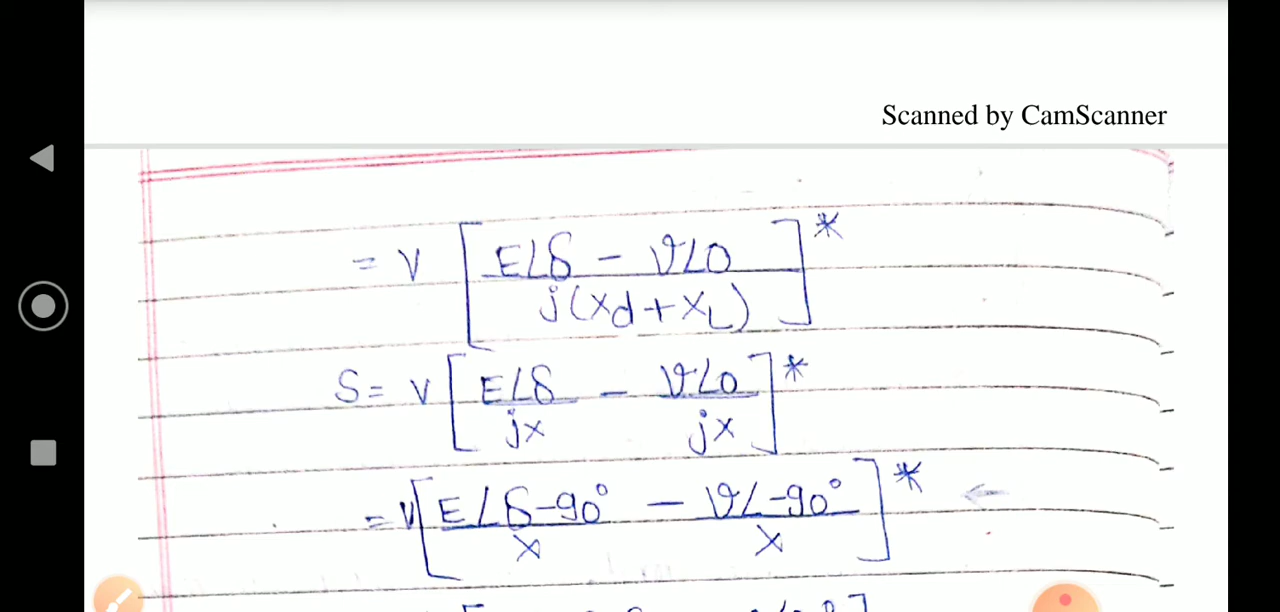 Scanned by CamScanner
= V [ E∠δ - V∠0 / j(Xd+XL) ]*
S = V [ E∠δ / jx - V∠0 / jx ]*
= V [ E∠δ-90° / X - V∠-90° / X ]* ←